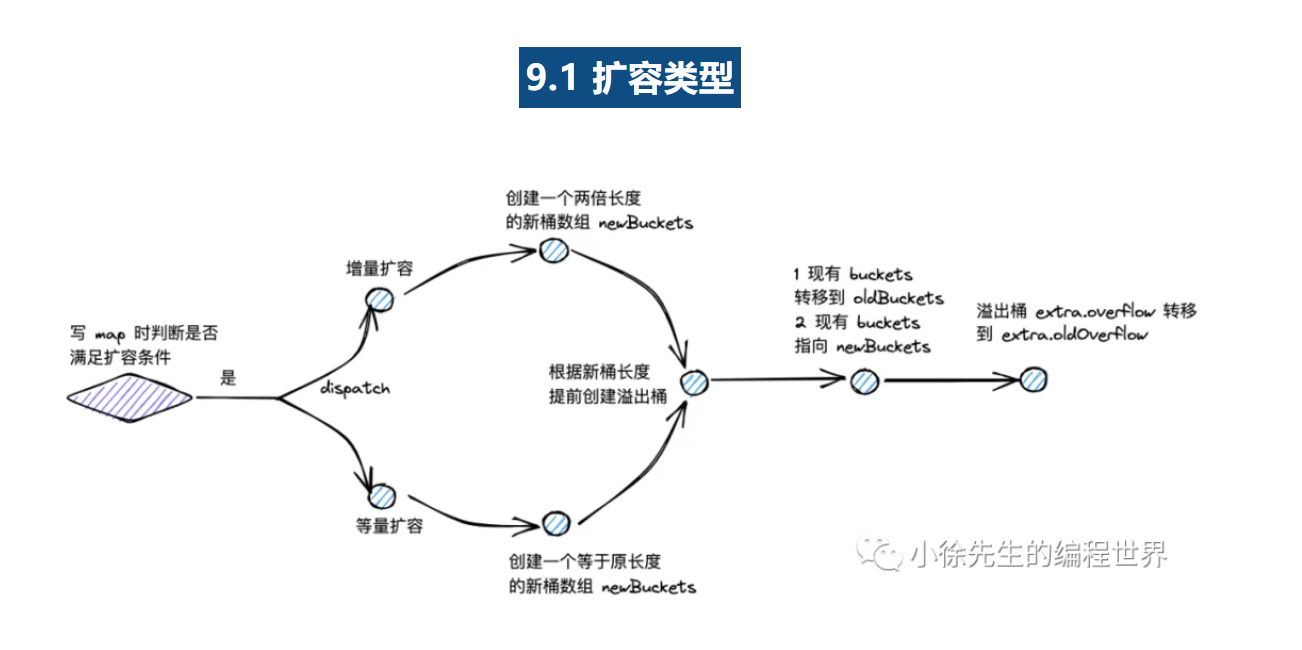 9.1 扩容类型
创建一个两倍长度
的新桶数组 newBuckets
增量扩容
写 map 时判断是否
满足扩容条件
是
dispatch
根据新桶长度
提前创建溢出桶
1 现有 buckets
转移到 oldBuckets
2 现有 buckets
指向 newBuckets
溢出桶 extra.overflow 转移
到 extra.oldOverflow
等量扩容
创建一个等于原长度
的新桶数组 newBuckets
小徐先生的编程世界